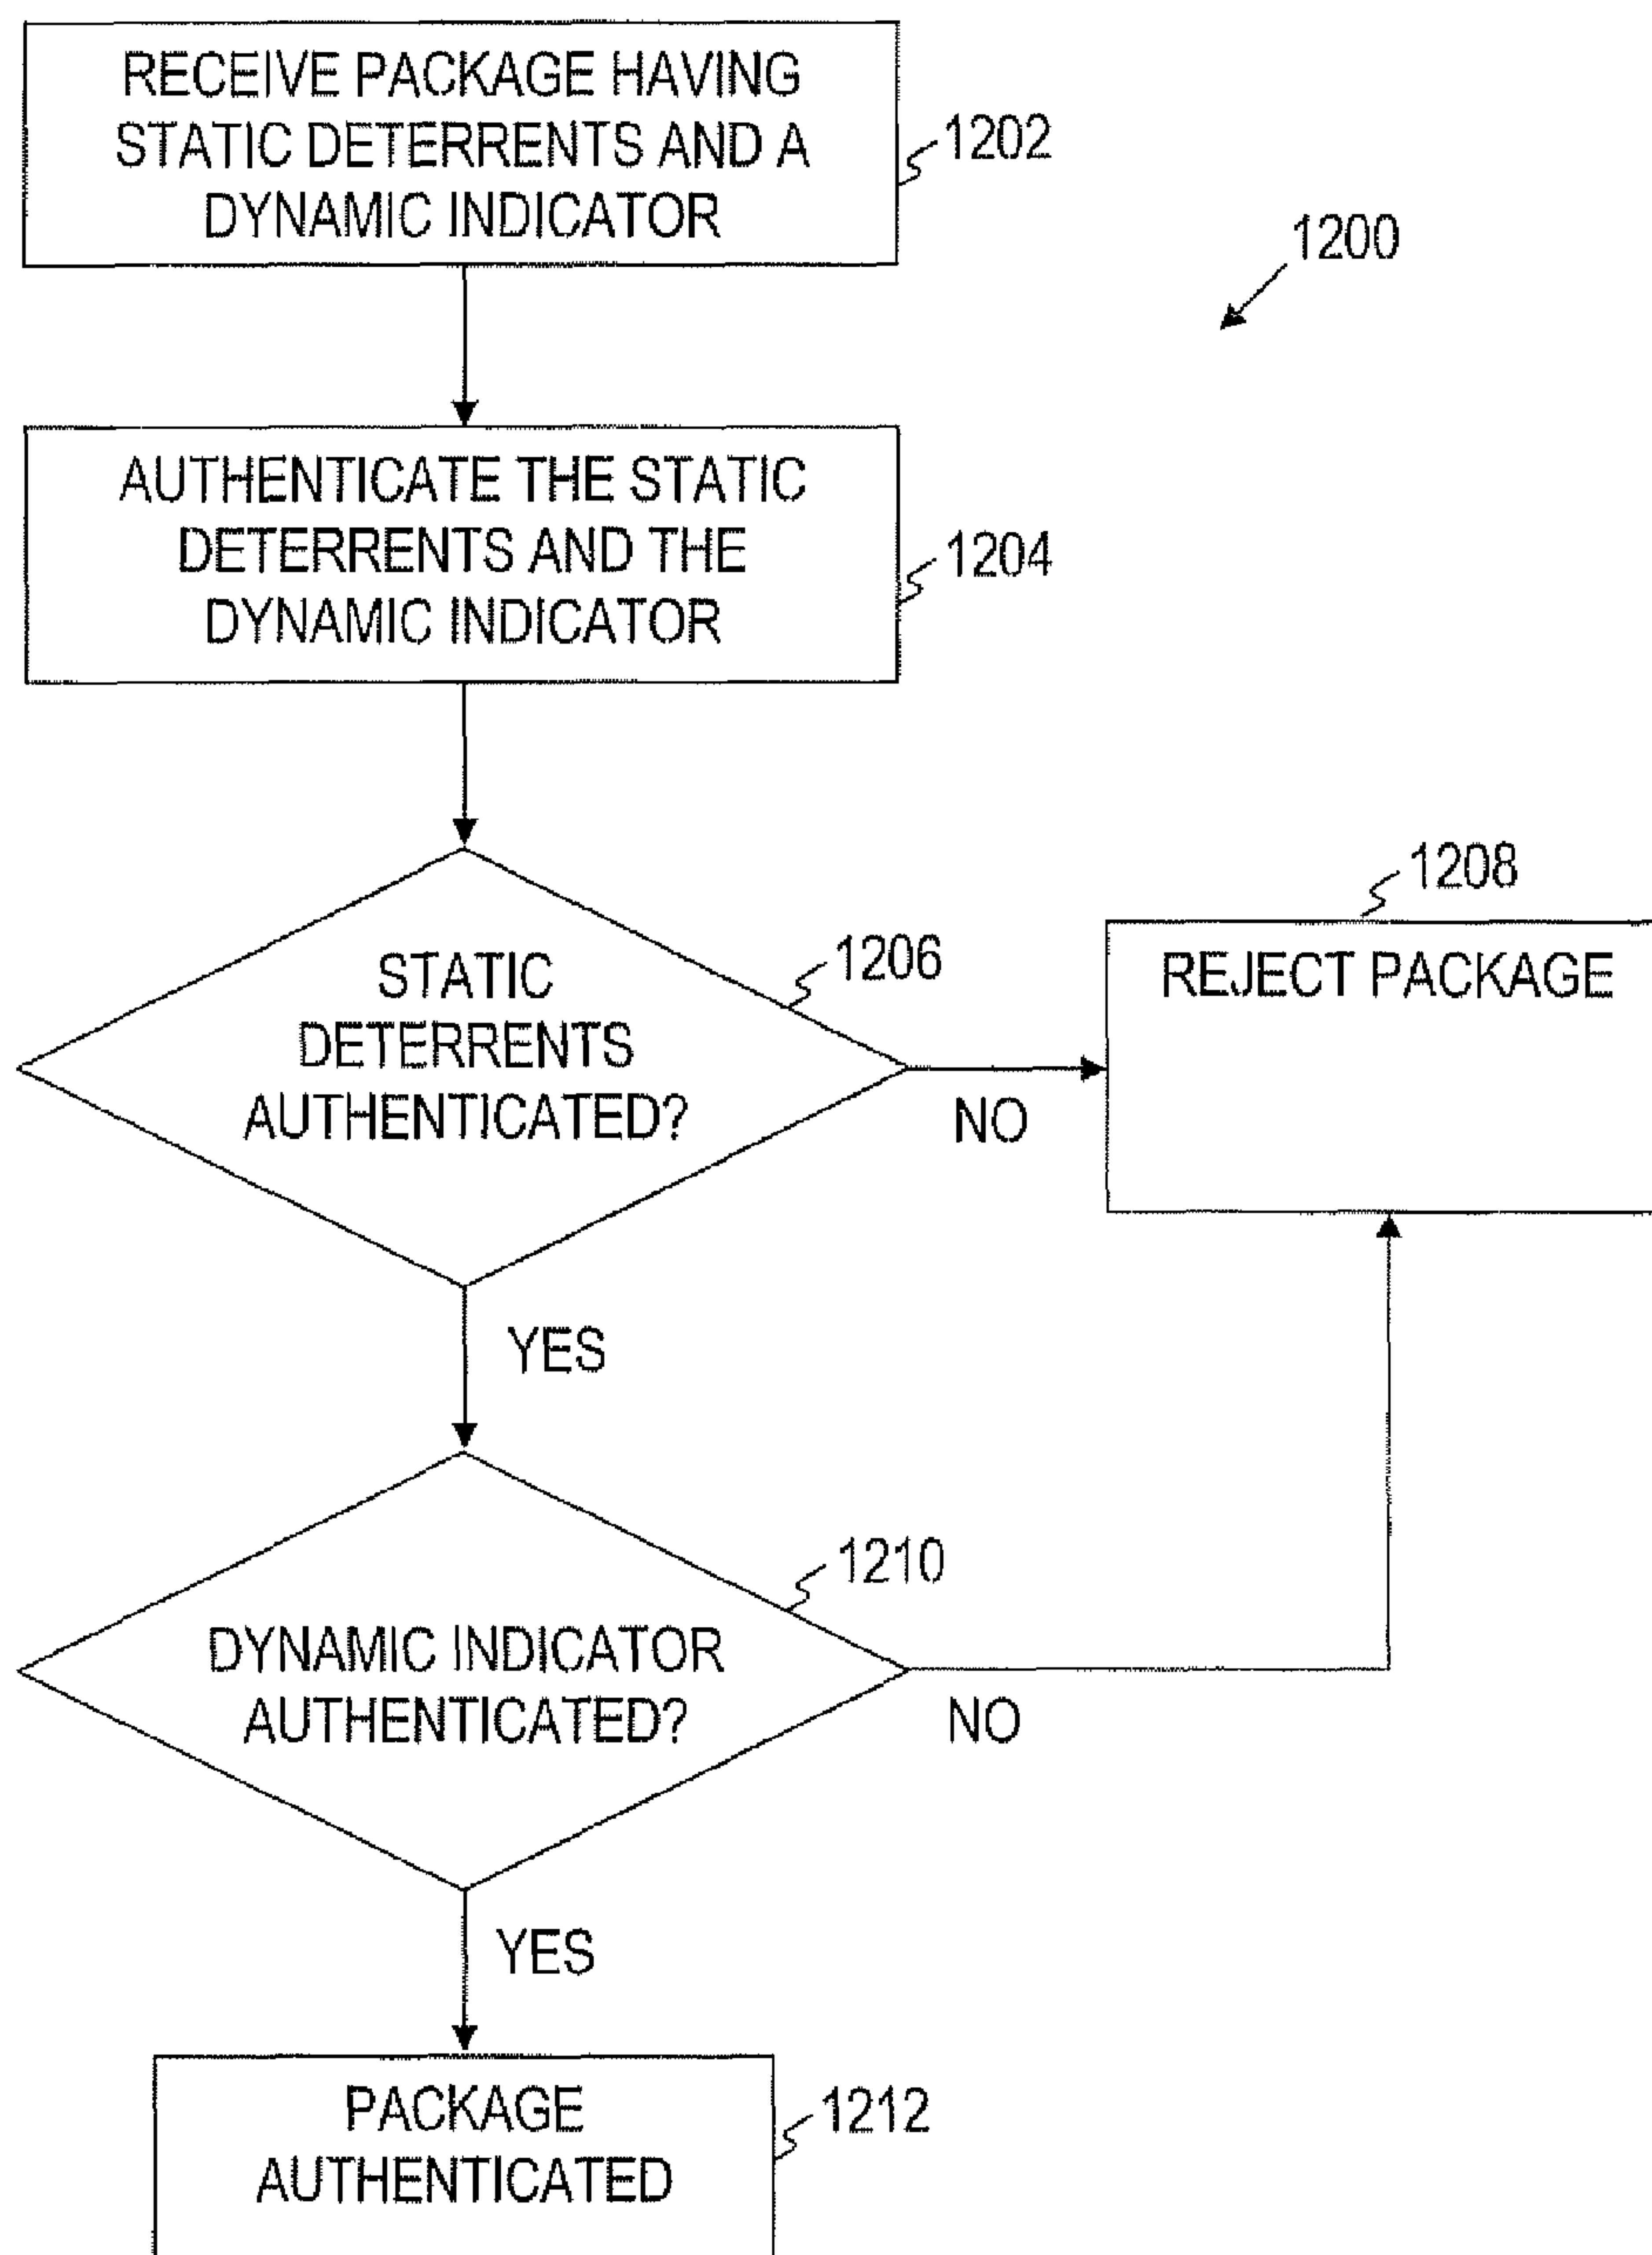 RECEIVE PACKAGE HAVING
STATIC DETERRENTS AND A
DYNAMIC INDICATOR
1202
1200
AUTHENTICATE THE STATIC
DETERRENTS AND THE
DYNAMIC INDICATOR
1204
STATIC
DETERRENTS
AUTHENTICATED?
1206
1208
REJECT PACKAGE
NO
YES
DYNAMIC INDICATOR
AUTHENTICATED?
1210
NO
YES
PACKAGE
AUTHENTICATED
1212